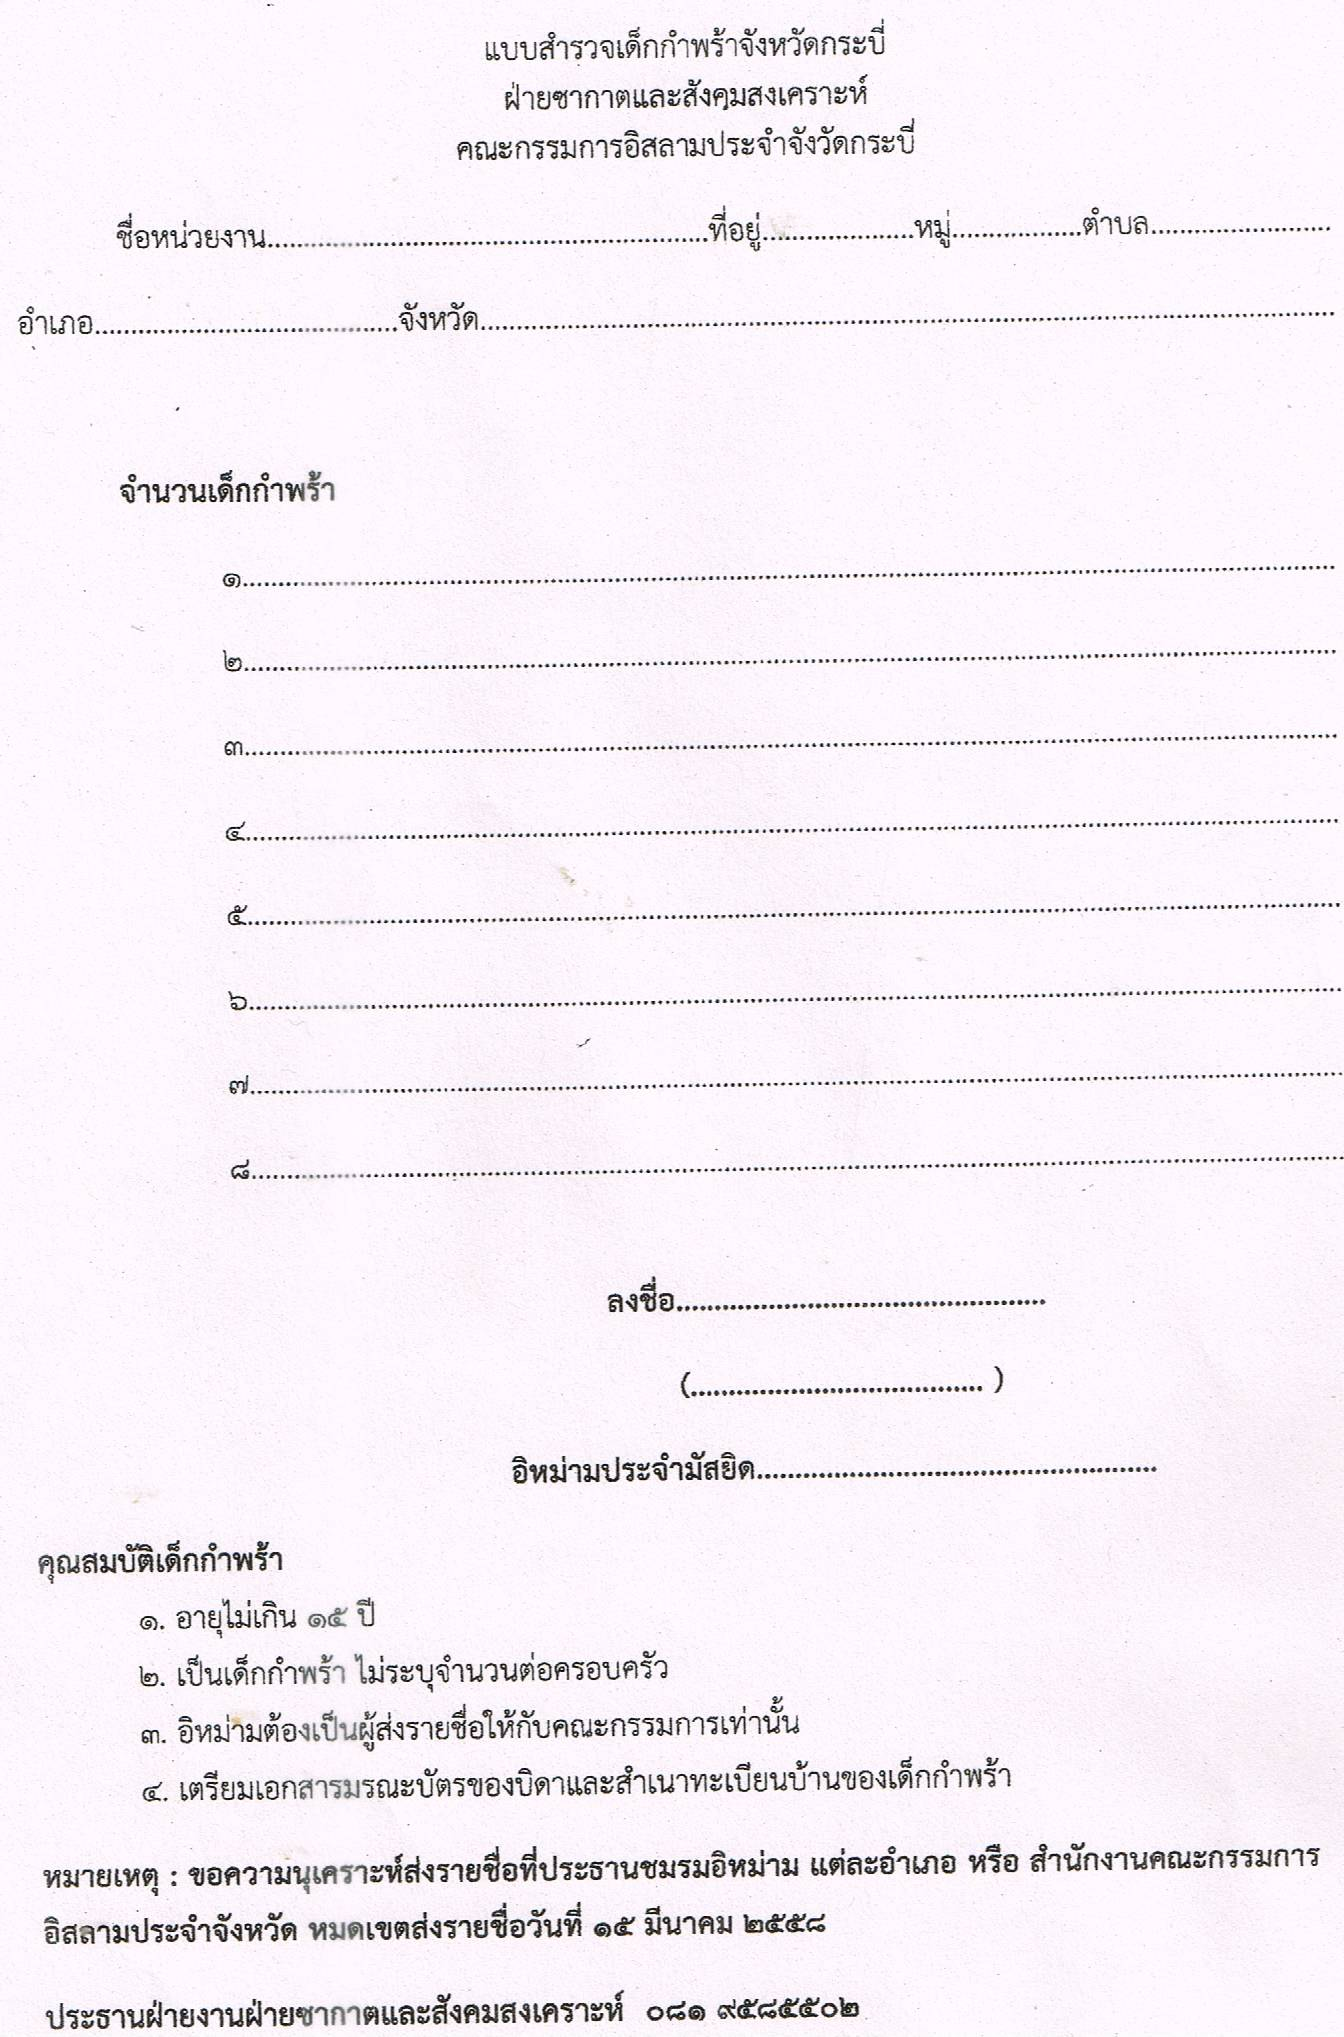 แบบสำรวจเด็กกำพร้าจังหวัดกระบี่
ฝ่ายซากาตและสังคมสงเคราะห์
คณะกรรมการอิสลามประจำจังวัดกระบี่
ชื่อหน่วยงาน.............................................................ที่อยู่.....................หมู่..................ตำบล.........................
อำเภอ..........................................จังหวัด......................................................................................................................
จำนวนเด็กกำพร้า
๑.......................................................................................................................................................
๒.......................................................................................................................................................
๓.......................................................................................................................................................
๔.......................................................................................................................................................
๕.......................................................................................................................................................
๖.......................................................................................................................................................
๗.......................................................................................................................................................
๘.......................................................................................................................................................
ลงชื่อ................................................
(...................................... )
อิหม่ามประจำมัสยิด....................................................
คุณสมบัติเด็กกำพร้า
๑. อายุไม่เกิน ๑๕ ปี
๒. เป็นเด็กกำพร้า ไม่ระบุจำนวนต่อครอบครัว
๓. อิหม่ามต้องเป็นผู้ส่งรายชื่อให้กับคณะกรรมการเท่านั้น
๔. เตรียมเอกสารมรณะบัตรของบิดาและสำเนาทะเบียนบ้านของเด็กกำพร้า
หมายเหตุ : ขอความนุเคราะห์ส่งรายชื่อที่ประธานชมรมอิหม่าม แต่ละอำเภอ หรือ สำนักงานคณะกรรมการ
อิสลามประจำจังหวัด หมดเขตส่งรายชื่อวันที่ ๑๕ มีนาคม ๒๕๕๘
ประธานฝ่ายงานฝ่ายซากาตและสังคมสงเคราะห์ ๐๘๑ ๙๕๘๕๕๐๒